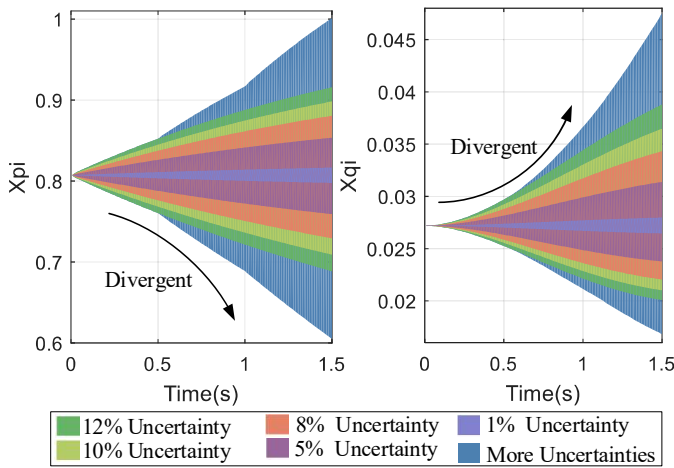 1
0.9
0.8
0.7
0.6
Xpi
Divergent
0
0.5
1
1.5
Time(s)
0.045
0.04
0.035
0.03
0.025
0.02
Xqi
Divergent
0
0.5
1
1.5
Time(s)
12% Uncertainty
8% Uncertainty
1% Uncertainty
10% Uncertainty
5% Uncertainty
More Uncertainties